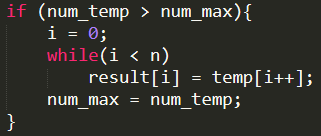 if (num_temp > num_max){
    i = 0;
    while(i < n)
        result[i] = temp[i++];
    num_max = num_temp;
}